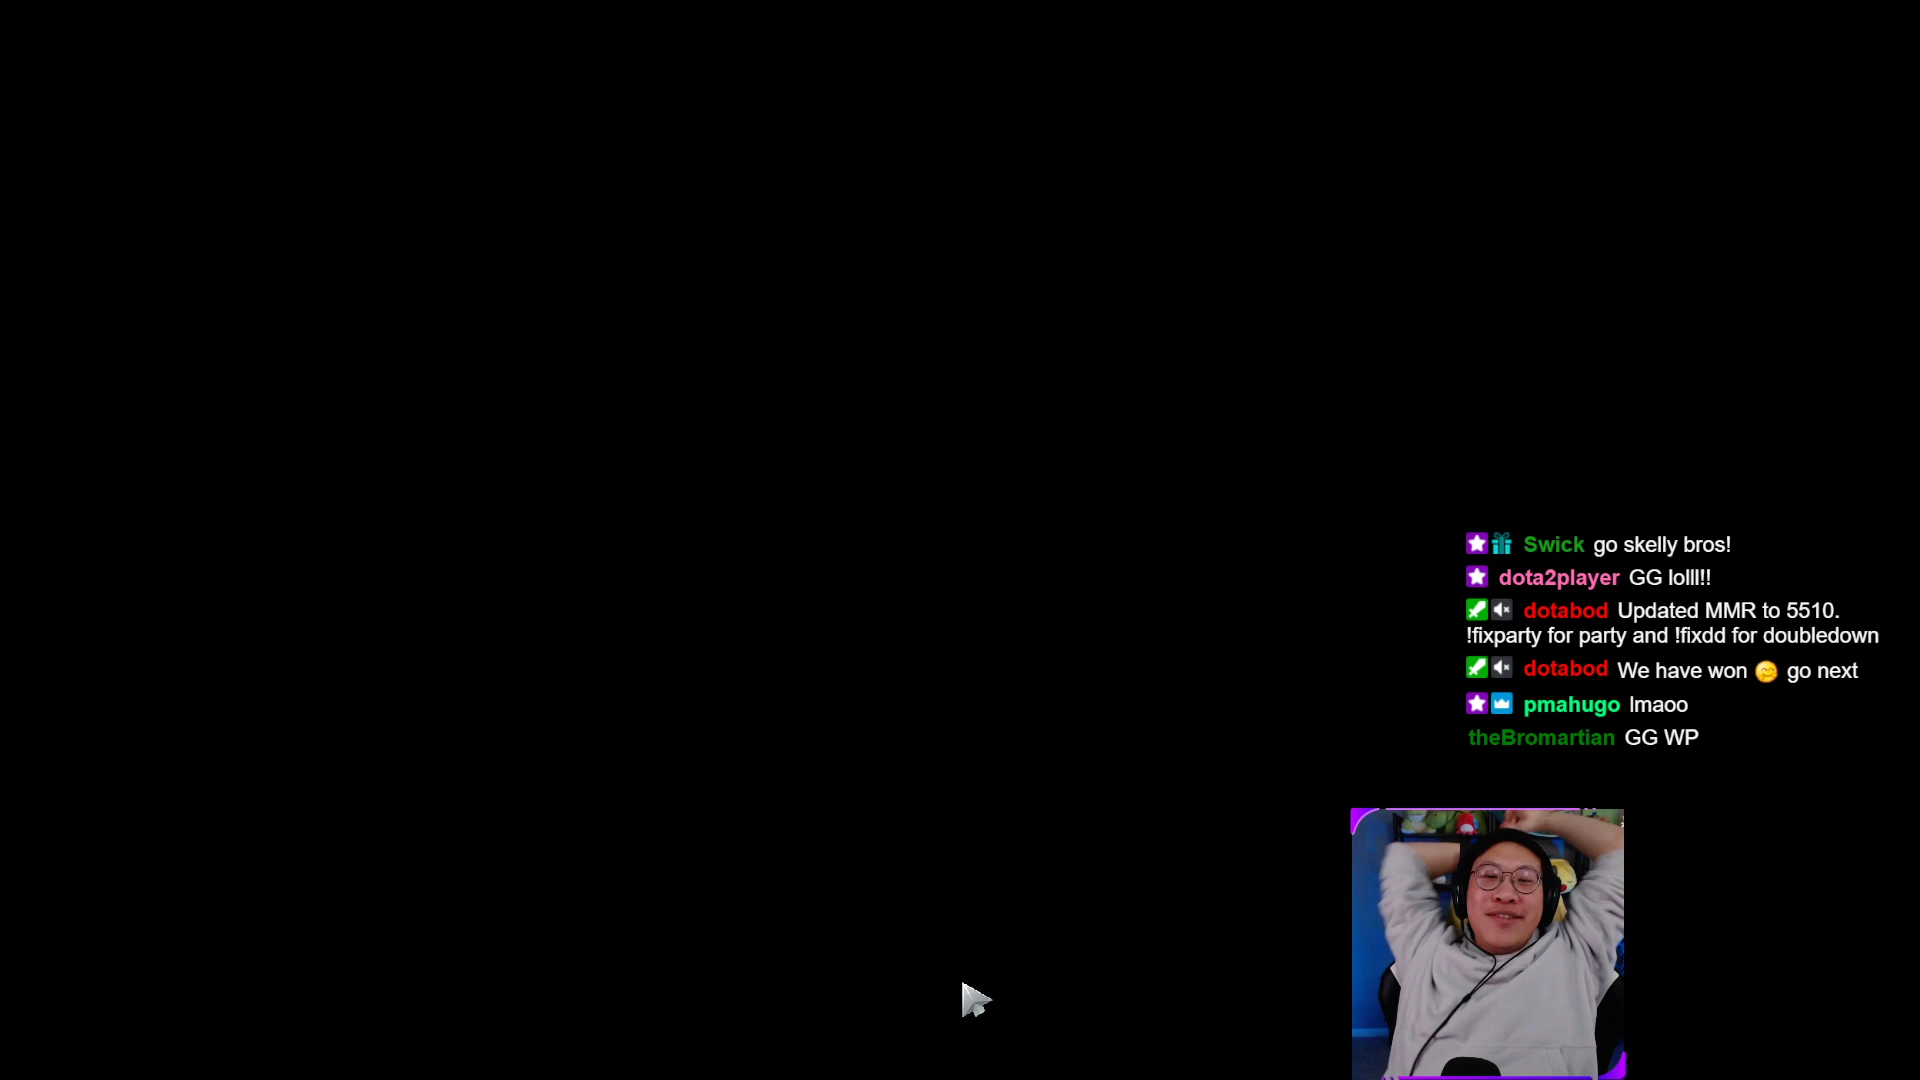 Swick go skelly bros!
dota2player GG lolll!!
dotabod Updated MMR to 5510.
!fixparty for party and !fixdd for doubledown
dotabod We have won 😊 go next
pmahugo lmaoo
theBromartian GG WP